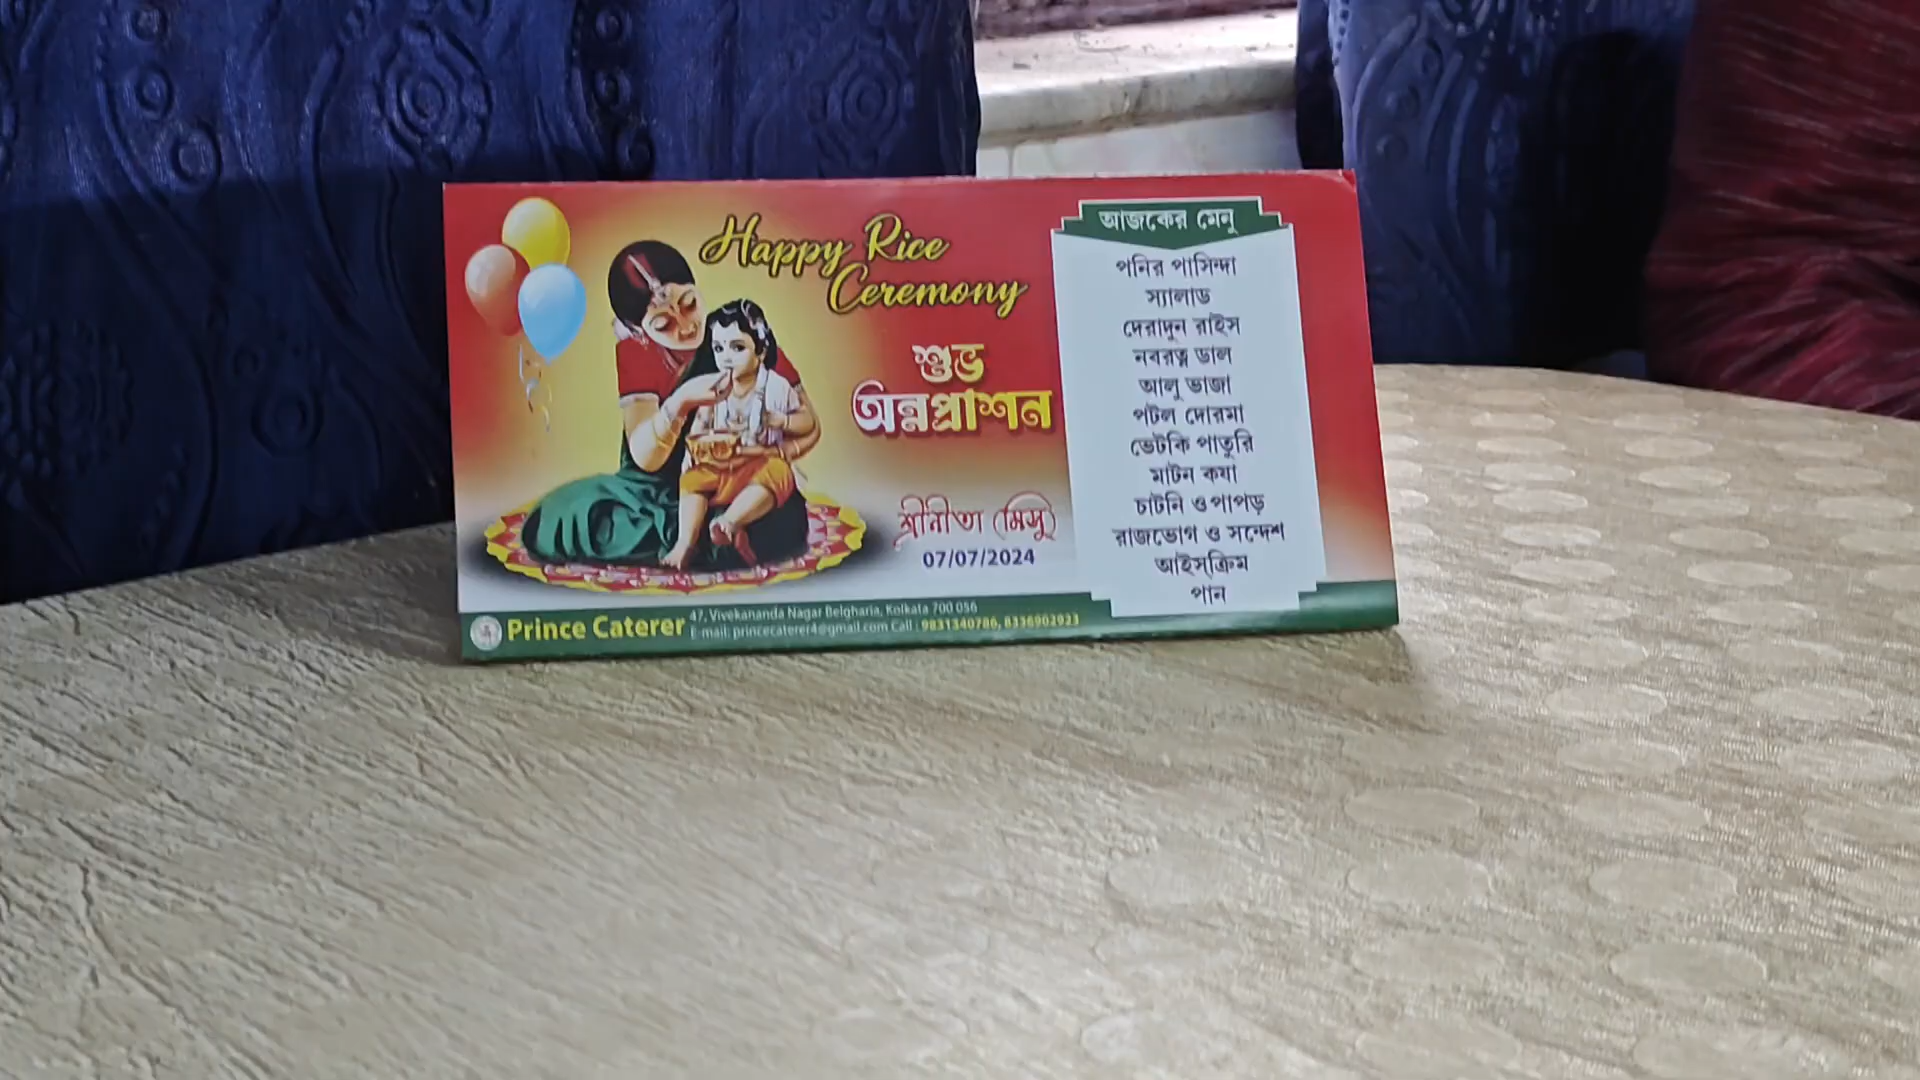 Happy Rice
Ceremony
শুভ
অন্নপ্রাশন
শ্রীনীতা (মিসু)
07/07/2024
আজকের মেনু
পনির পাসিন্দা
স্যালাড
দেরাদুন রাইস
নবরত্ন ডাল
আলু ভাজা
পটল দোরমা
ভেটকি পাতুরি
মাটন কষা
চাটনি ও পাপড়
রাজভোগ ও সন্দেশ
আইস্ক্রিম
পান
Prince Caterer
47, Vivekananda Nagar Belgharia, Kolkata 700 056
E-mail: princecaterer4@gmail.com Call : 9831340786, 8336902923